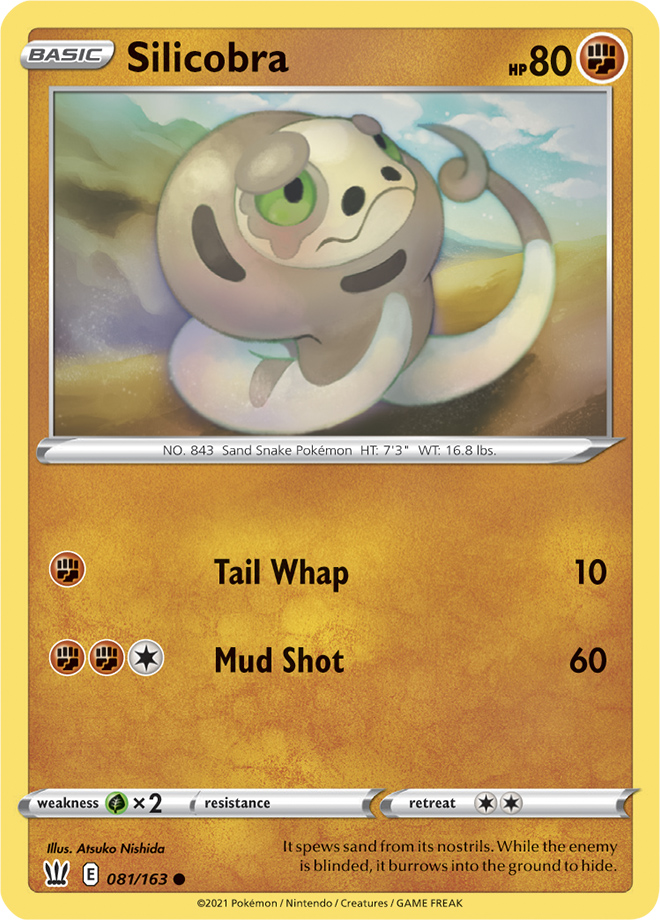 BASIC Silicobra HP 80
NO. 843 Sand Snake Pokémon HT: 7'3" WT: 16.8 lbs.
Tail Whap 10
Mud Shot 60
weakness ×2 resistance retreat
Illus. Atsuko Nishida
It spews sand from its nostrils. While the enemy
is blinded, it burrows into the ground to hide.
E 081/163
©2021 Pokémon / Nintendo / Creatures / GAME FREAK